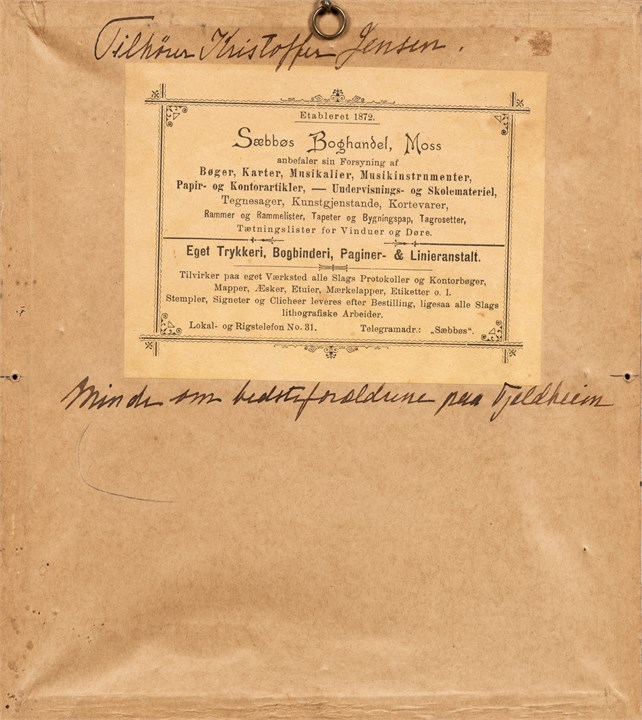 Tilhører Kristoffer Jensen.
Etableret 1872.
Sæbbøs Boghandel, Moss
anbefaler sin Forsyning af
Bøger, Karter, Musikalier, Musikinstrumenter,
Papir- og Kontorartikler, — Undervisnings- og Skolemateriel,
Tegnesager, Kunstgjenstande, Kortevarer,
Rammer og Rammelister, Tapeter og Bygningspap, Tagrosetter,
Tætningslister for Vinduer og Døre.
Eget Trykkeri, Bogbinderi, Paginer- & Linieranstalt.
Tilvirker paa eget Værksted alle Slags Protokoller og Kontorbøger,
Mapper, Æsker, Etuier, Mærkelapper, Etiketter o. l.
Stempler, Signeter og Clicheer leveres efter Bestilling, ligesaa alle Slags
lithografiske Arbeider.
Lokal- og Rigstelefon No. 31. Telegramadr.: „Sæbbøs“.
Minde om bedsteforældrene paa Fjeldheim